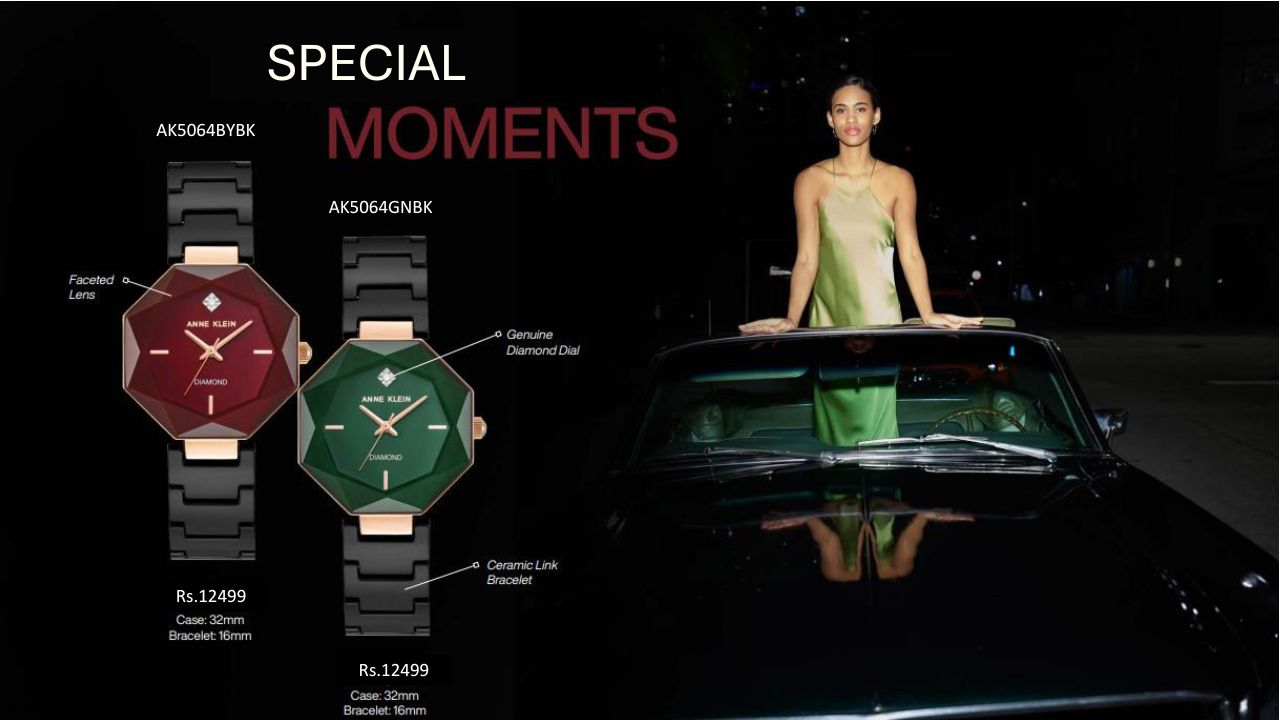 SPECIAL
MOMENTS
AK5064BYBK
AK5064GNBK
Faceted
Lens
ANNE KLEIN
DIAMOND
Genuine
Diamond Dial
ANNE KLEIN
DIAMOND
Ceramic Link
Bracelet
Rs.12499
Case: 32mm
Bracelet: 16mm
Rs.12499
Case: 32mm
Bracelet: 16mm